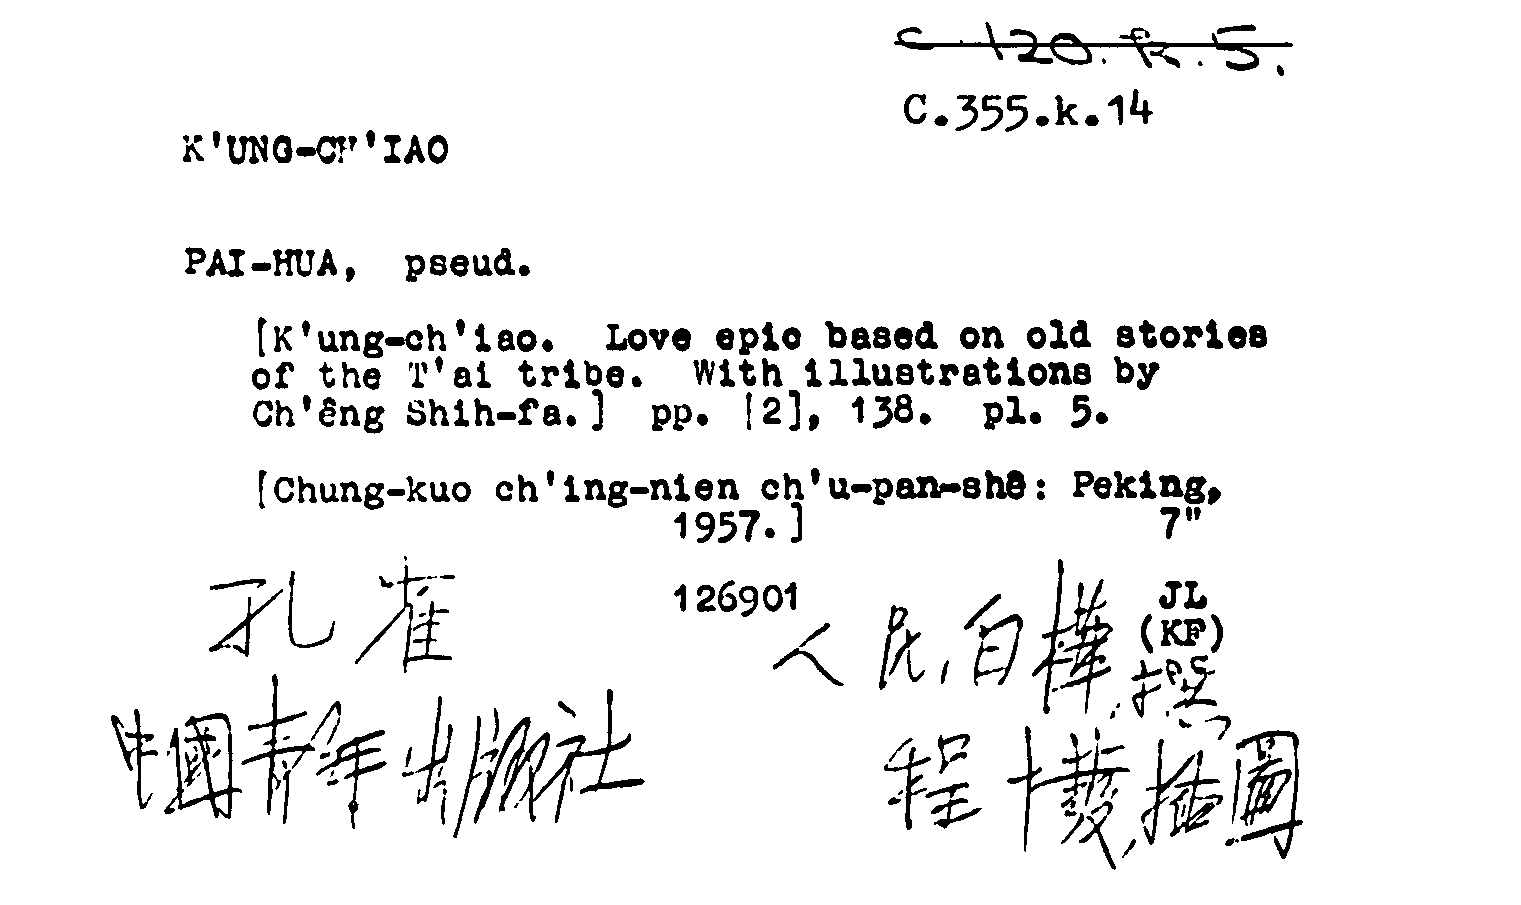 C.120.k.5.
C.355.k.14
K'UNG-CH'IAO
PAI-HUA, pseud.
[K'ung-ch'iao. Love epic based on old stories
of the T'ai tribe. With illustrations by
Ch'êng Shih-fa.] pp. [2], 138. pl. 5.
[Chung-kuo ch'ing-nien ch'u-pan-shê: Peking,
1957.] 7"
126901
JL
(KF)
孔雀
人民,白樺,撰
中國青年出版社
程十髮,插圖